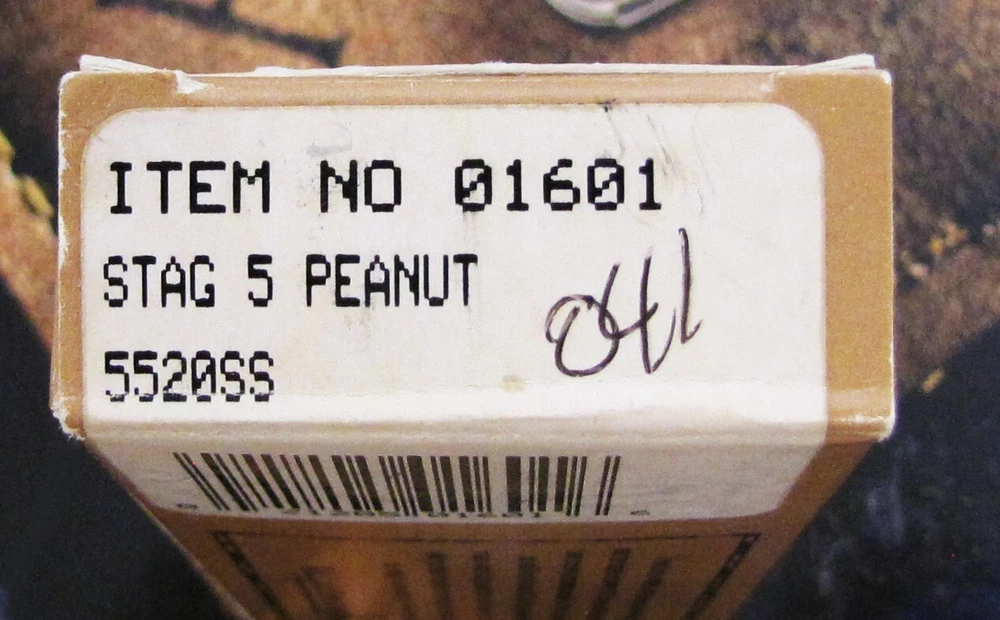 ITEM NO 01601
STAG 5 PEANUT
5520SS